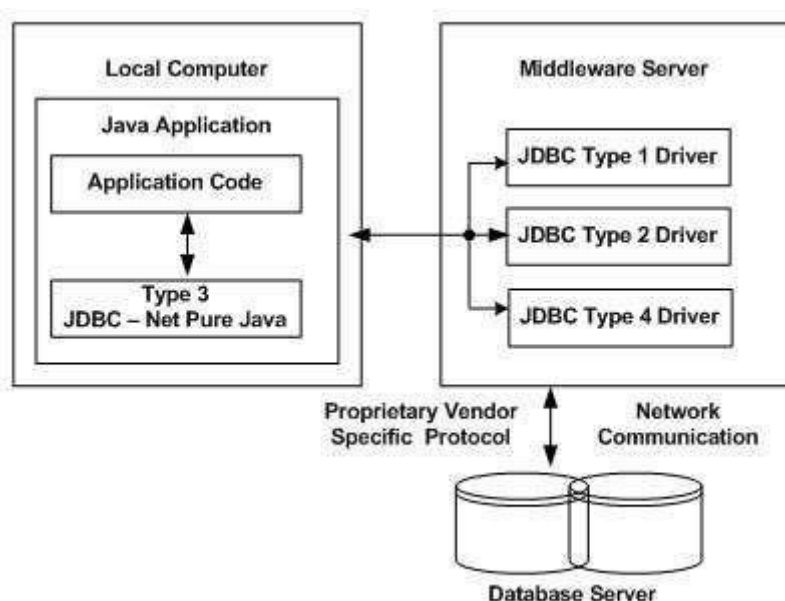 Local Computer
Java Application
Application Code
Type 3
JDBC – Net Pure Java
Middleware Server
JDBC Type 1 Driver
JDBC Type 2 Driver
JDBC Type 4 Driver
Proprietary Vendor
Specific Protocol
Network
Communication
Database Server